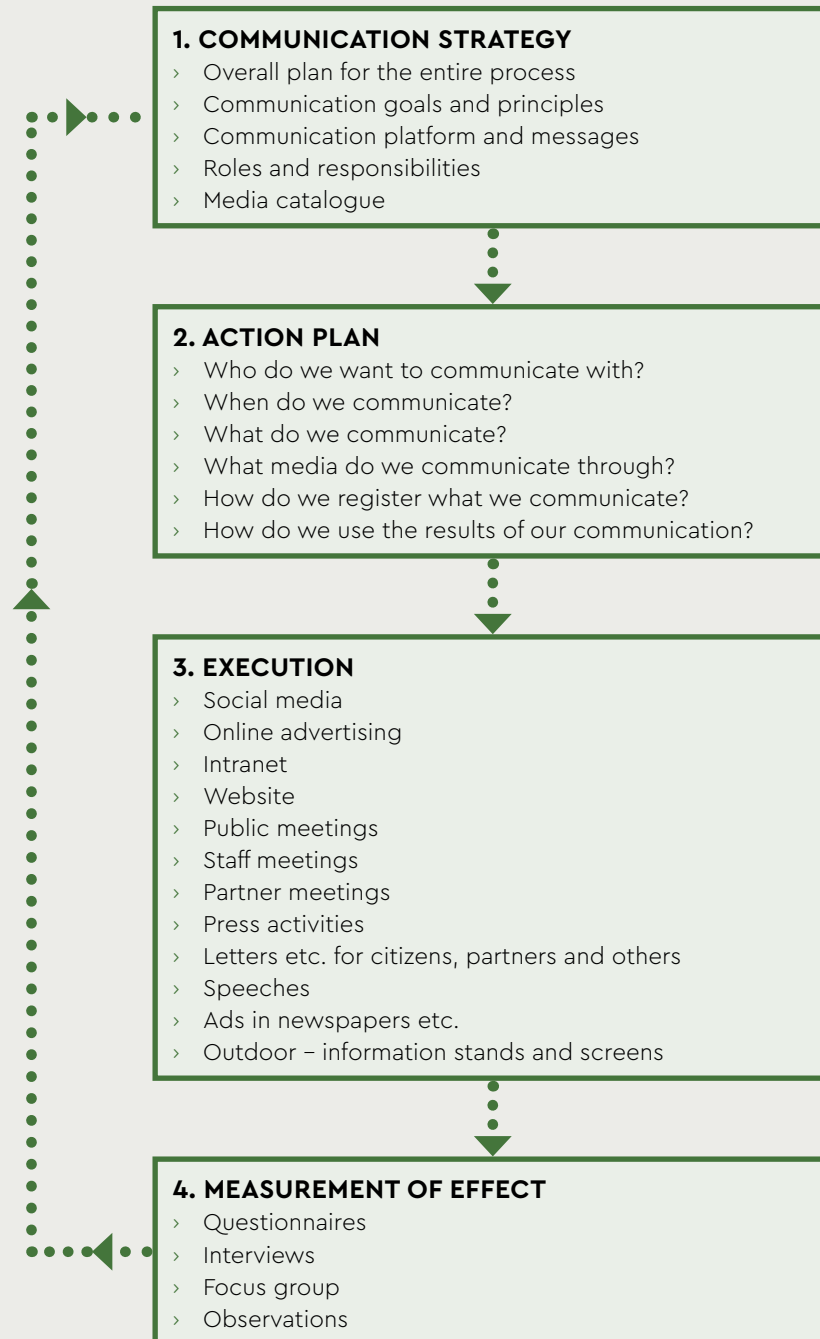 1. COMMUNICATION STRATEGY
› Overall plan for the entire process
› Communication goals and principles
› Communication platform and messages
› Roles and responsibilities
› Media catalogue
2. ACTION PLAN
› Who do we want to communicate with?
› When do we communicate?
› What do we communicate?
› What media do we communicate through?
› How do we register what we communicate?
› How do we use the results of our communication?
3. EXECUTION
› Social media
› Online advertising
› Intranet
› Website
› Public meetings
› Staff meetings
› Partner meetings
› Press activities
› Letters etc. for citizens, partners and others
› Speeches
› Ads in newspapers etc.
› Outdoor – information stands and screens
4. MEASUREMENT OF EFFECT
› Questionnaires
› Interviews
› Focus group
› Observations